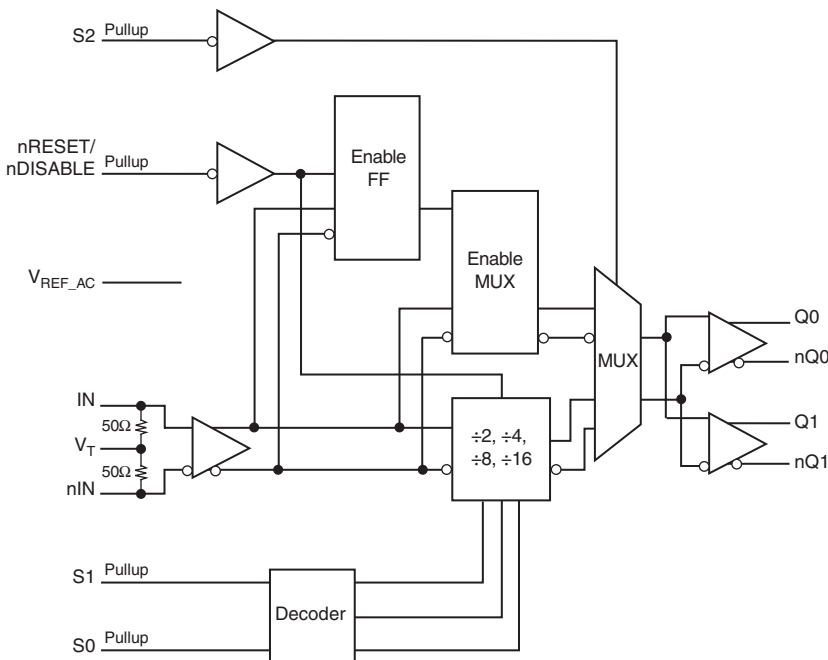 S2 Pullup
nRESET/
nDISABLE Pullup
Enable
FF
Enable
MUX
VREF_AC
MUX
Q0
nQ0
IN
50Ω
VT
50Ω
nIN
÷2, ÷4,
÷8, ÷16
Q1
nQ1
S1 Pullup
Decoder
S0 Pullup